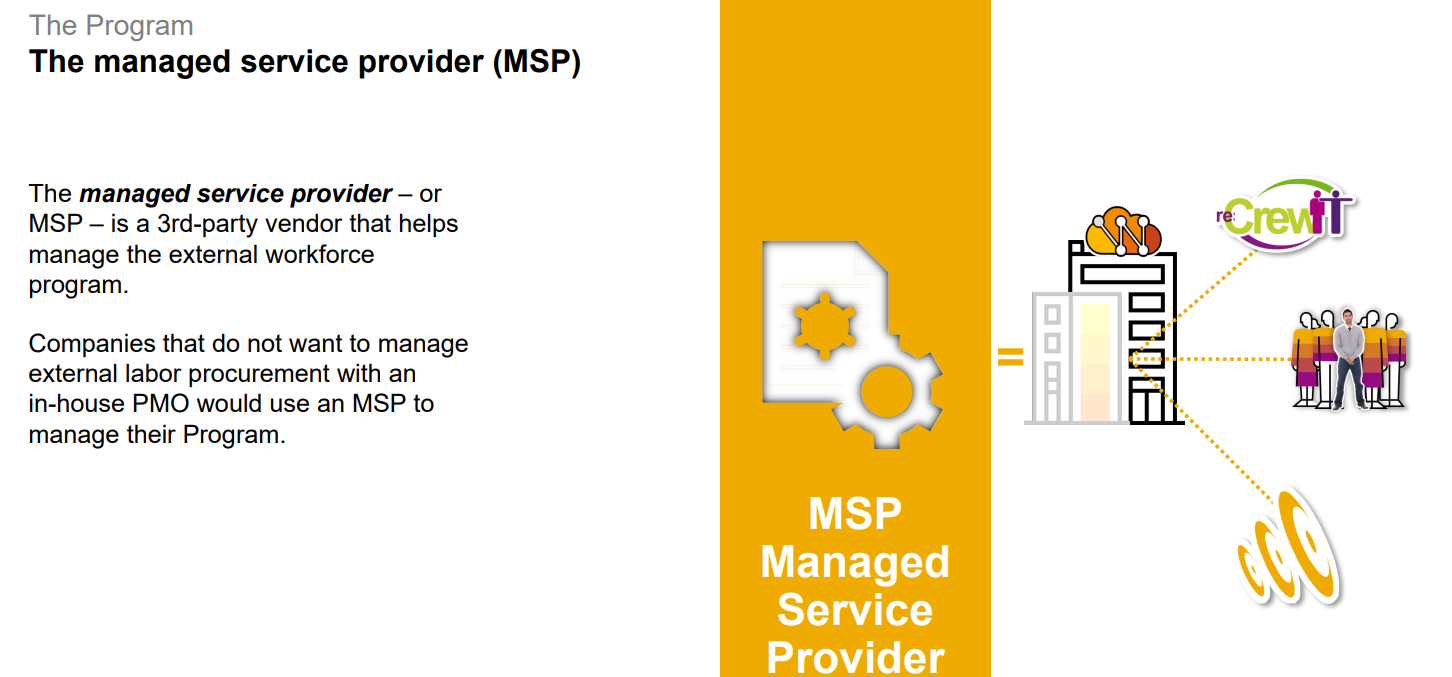 The Program
The managed service provider (MSP)
The managed service provider – or
MSP – is a 3rd-party vendor that helps
manage the external workforce
program.
Companies that do not want to manage
external labor procurement with an
in-house PMO would use an MSP to
manage their Program.
MSP
Managed
Service
Provider
=
re:CrewIT